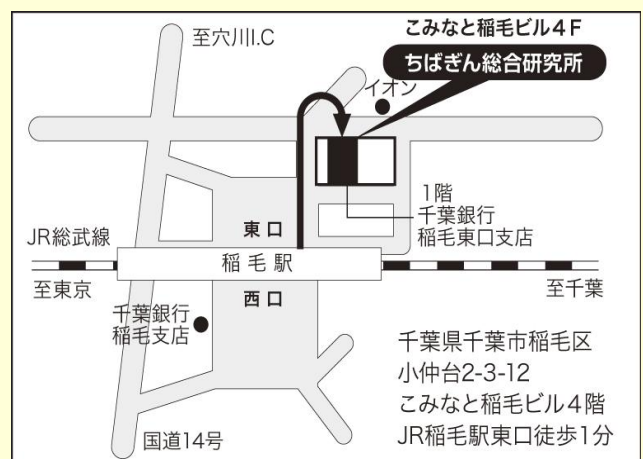 こみなと稲毛ビル４Ｆ
ちばぎん総合研究所
至穴川I.C
イオン
1階
千葉銀行
稲毛東口支店
東口
JR総武線
稲毛駅
至東京
至千葉
西口
千葉銀行
稲毛支店
国道14号
千葉県千葉市稲毛区
小仲台2-3-12
こみなと稲毛ビル４階
JR稲毛駅東口徒歩1分